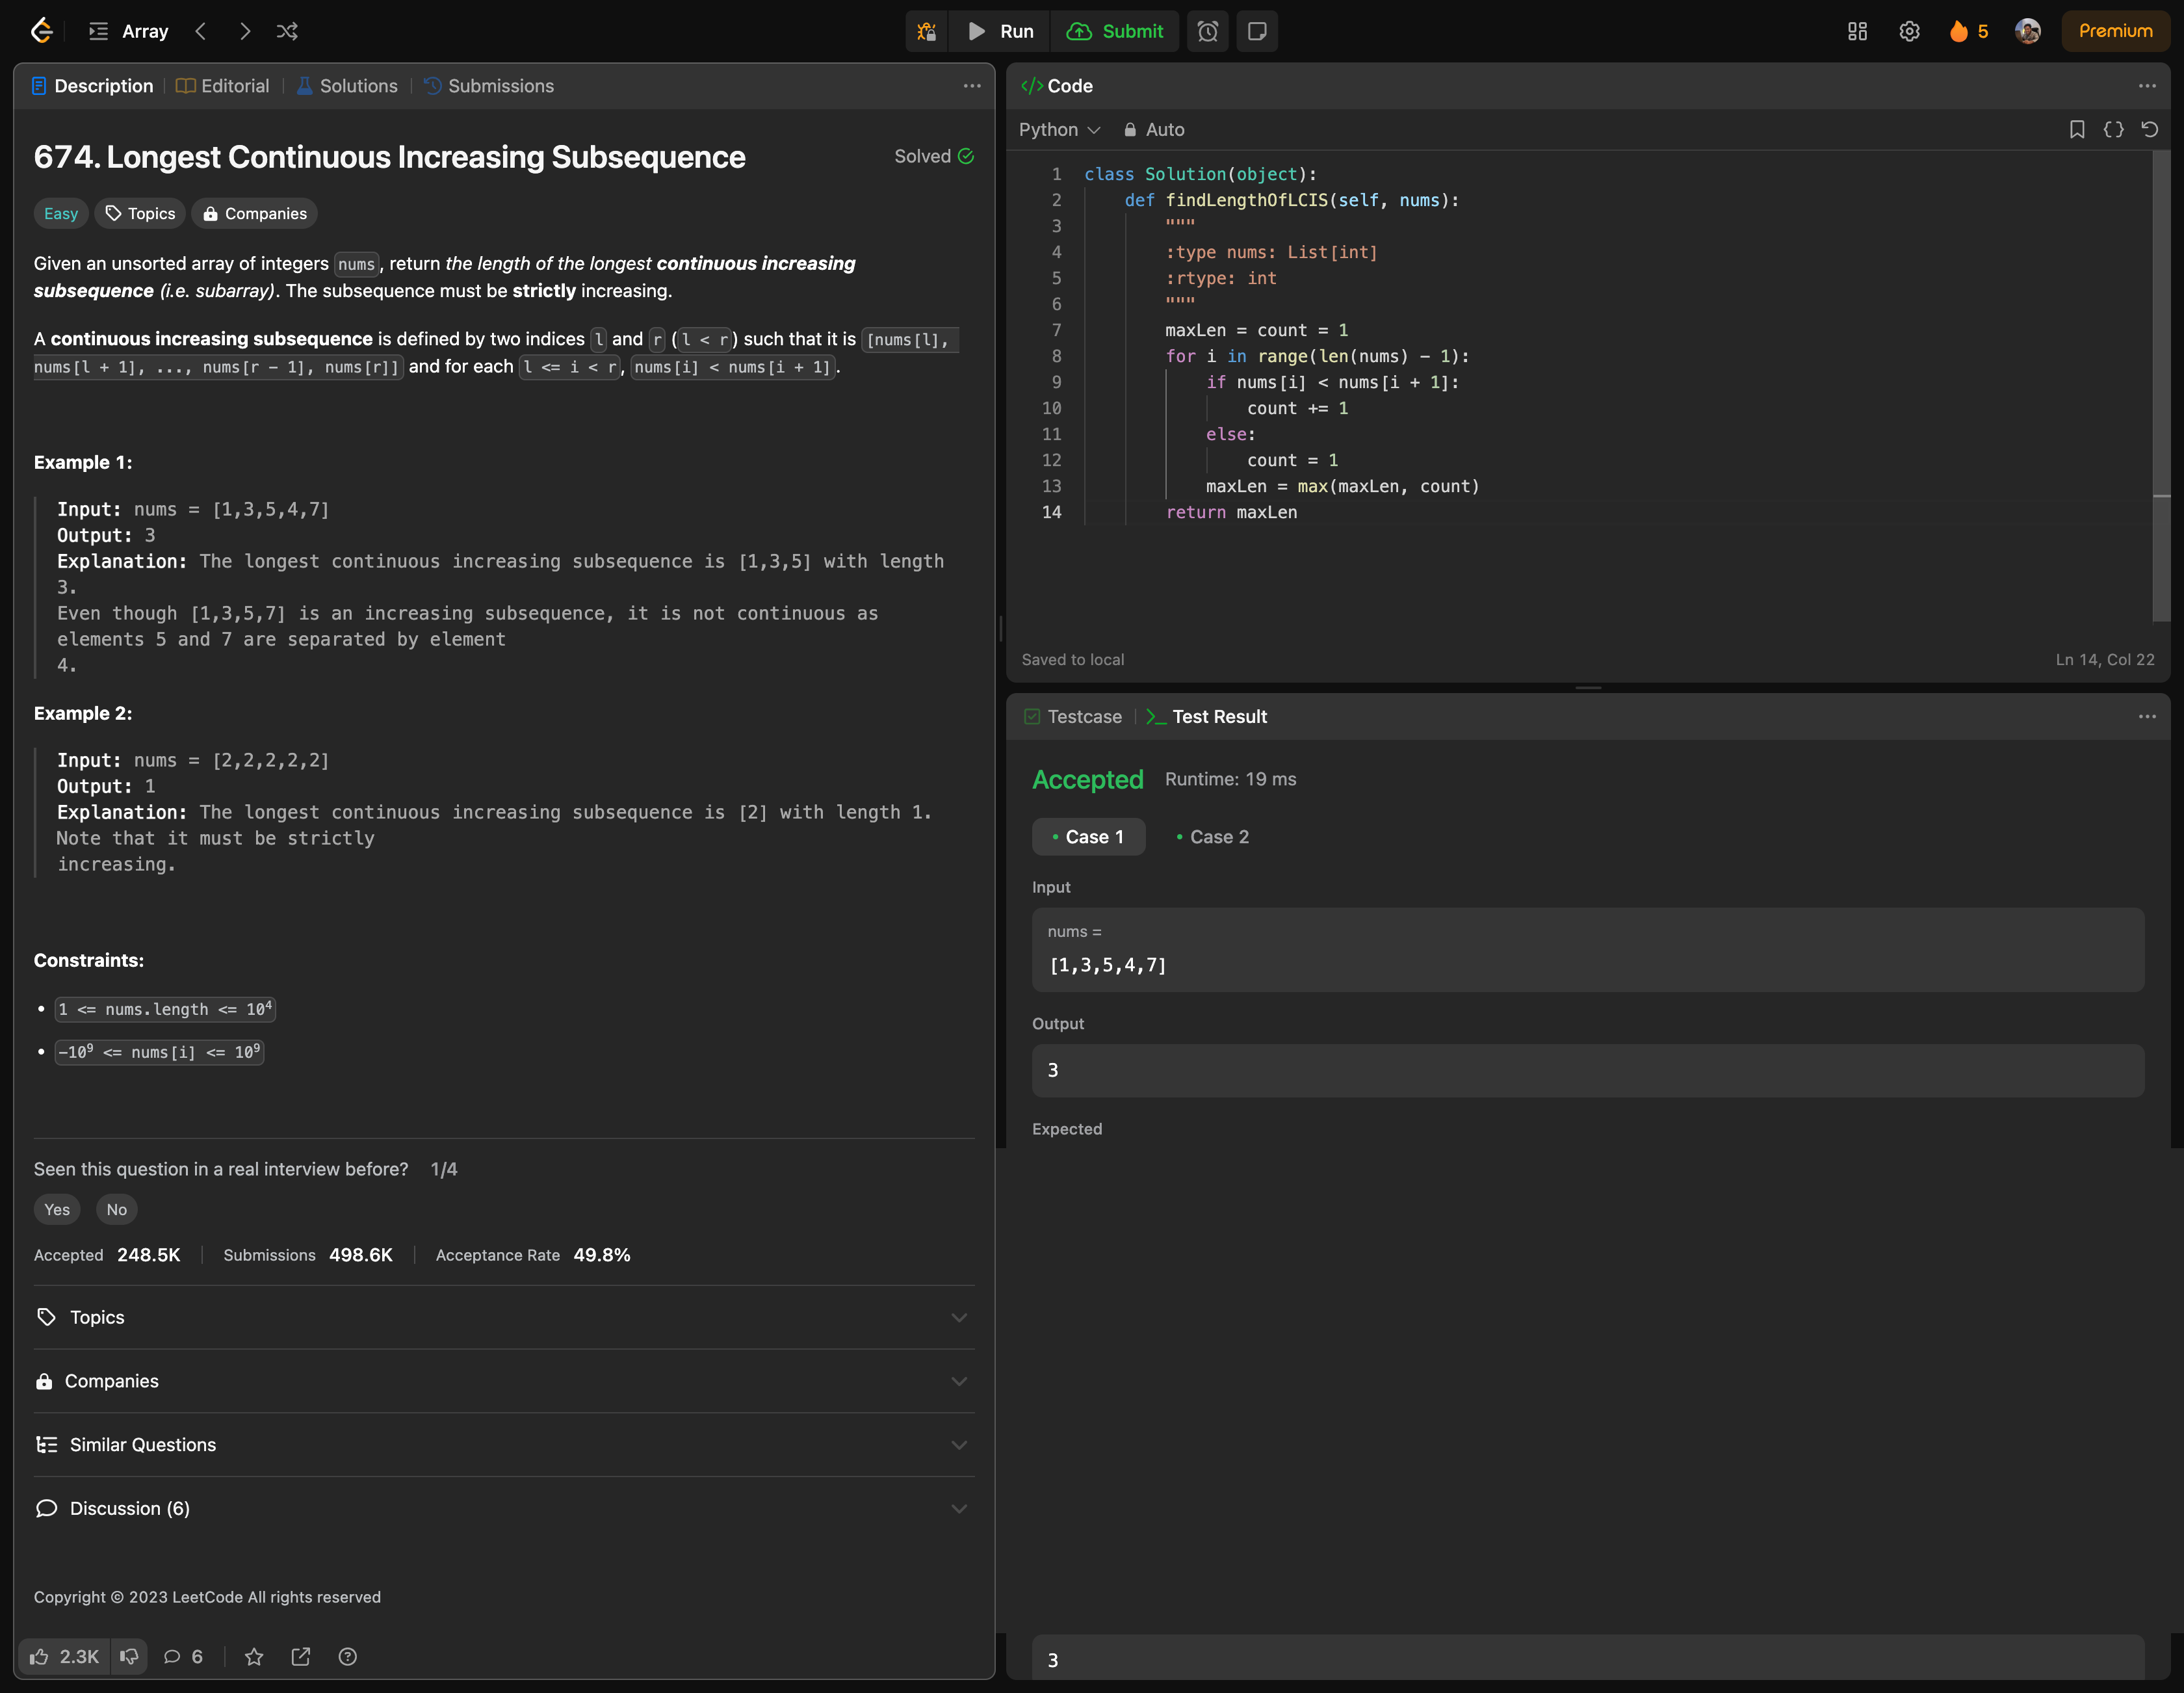 Array
Run
Submit
5
Premium
Description
Editorial
Solutions
Submissions
674. Longest Continuous Increasing Subsequence
Solved
Easy
Topics
Companies
Given an unsorted array of integers nums, return the length of the longest continuous increasing
subsequence (i.e. subarray). The subsequence must be strictly increasing.
A continuous increasing subsequence is defined by two indices l and r (l < r) such that it is [nums[l],
nums[l + 1], ..., nums[r - 1], nums[r]] and for each l <= i < r, nums[i] < nums[i + 1].
Example 1:
Input: nums = [1,3,5,4,7]
Output: 3
Explanation: The longest continuous increasing subsequence is [1,3,5] with length
3.
Even though [1,3,5,7] is an increasing subsequence, it is not continuous as
elements 5 and 7 are separated by element
4.
Example 2:
Input: nums = [2,2,2,2,2]
Output: 1
Explanation: The longest continuous increasing subsequence is [2] with length 1.
Note that it must be strictly
increasing.
Constraints:
• 1 <= nums.length <= 10⁴
• -10⁹ <= nums[i] <= 10⁹
Seen this question in a real interview before? 1/4
Yes
No
Accepted 248.5K
Submissions 498.6K
Acceptance Rate 49.8%
Topics
Companies
Similar Questions
Discussion (6)
Copyright © 2023 LeetCode All rights reserved
2.3K
6
</> Code
Python
Auto
1 class Solution(object):
2     def findLengthOfLCIS(self, nums):
3         """
4         :type nums: List[int]
5         :rtype: int
6         """
7         maxLen = count = 1
8         for i in range(len(nums) - 1):
9             if nums[i] < nums[i + 1]:
10                 count += 1
11             else:
12                 count = 1
13             maxLen = max(maxLen, count)
14         return maxLen
Saved to local
Ln 14, Col 22
Testcase
Test Result
Accepted
Runtime: 19 ms
• Case 1
• Case 2
Input
nums =
[1,3,5,4,7]
Output
3
Expected
3